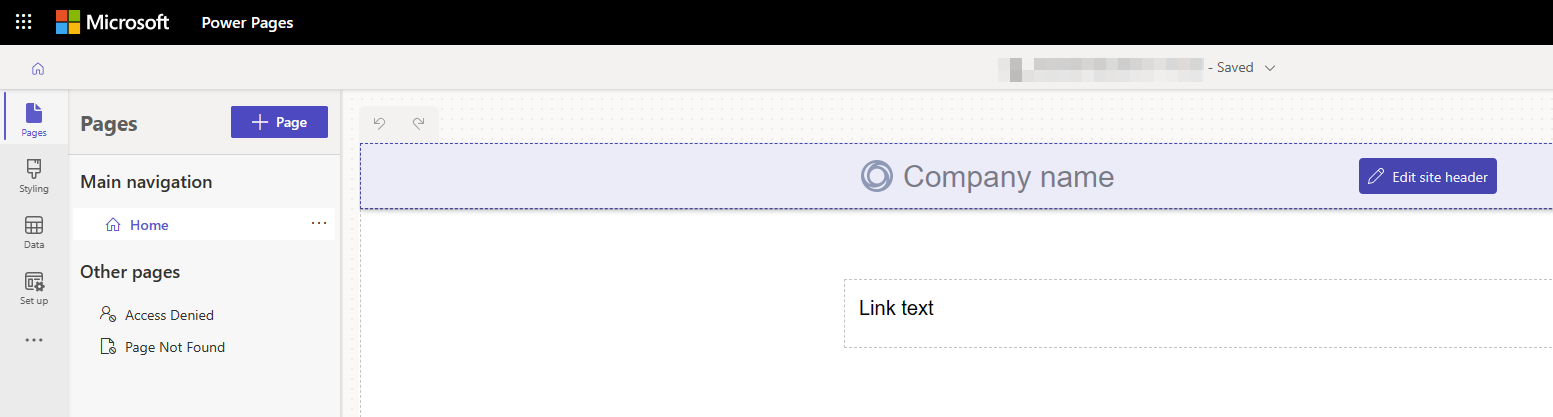 Microsoft Power Pages
- Saved
Pages
Styling
Data
Set up
Pages
Page
Main navigation
Home
Other pages
Access Denied
Page Not Found
Company name
Edit site header
Link text